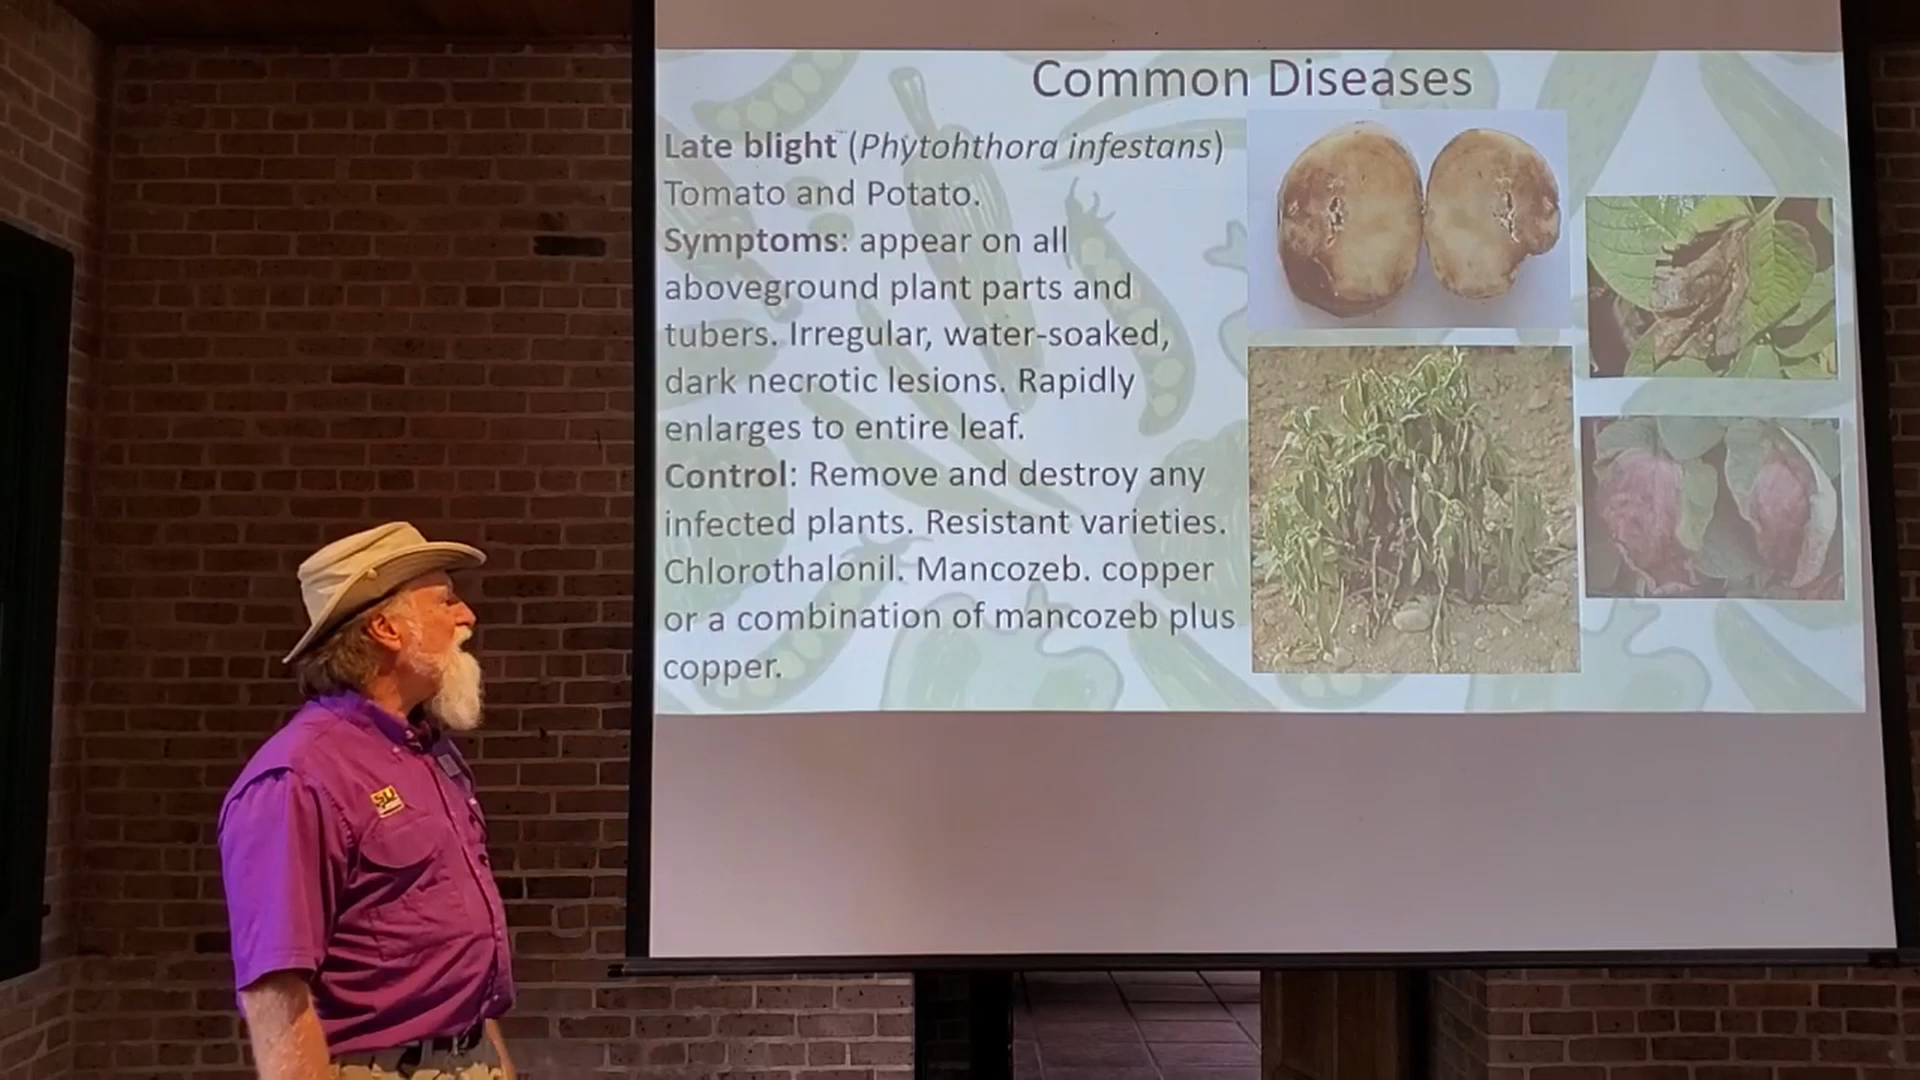 Common Diseases
Late blight (Phytohthora infestans)
Tomato and Potato.
Symptoms: appear on all
aboveground plant parts and
tubers. Irregular, water-soaked,
dark necrotic lesions. Rapidly
enlarges to entire leaf.
Control: Remove and destroy any
infected plants. Resistant varieties.
Chlorothalonil. Mancozeb. copper
or a combination of mancozeb plus
copper.